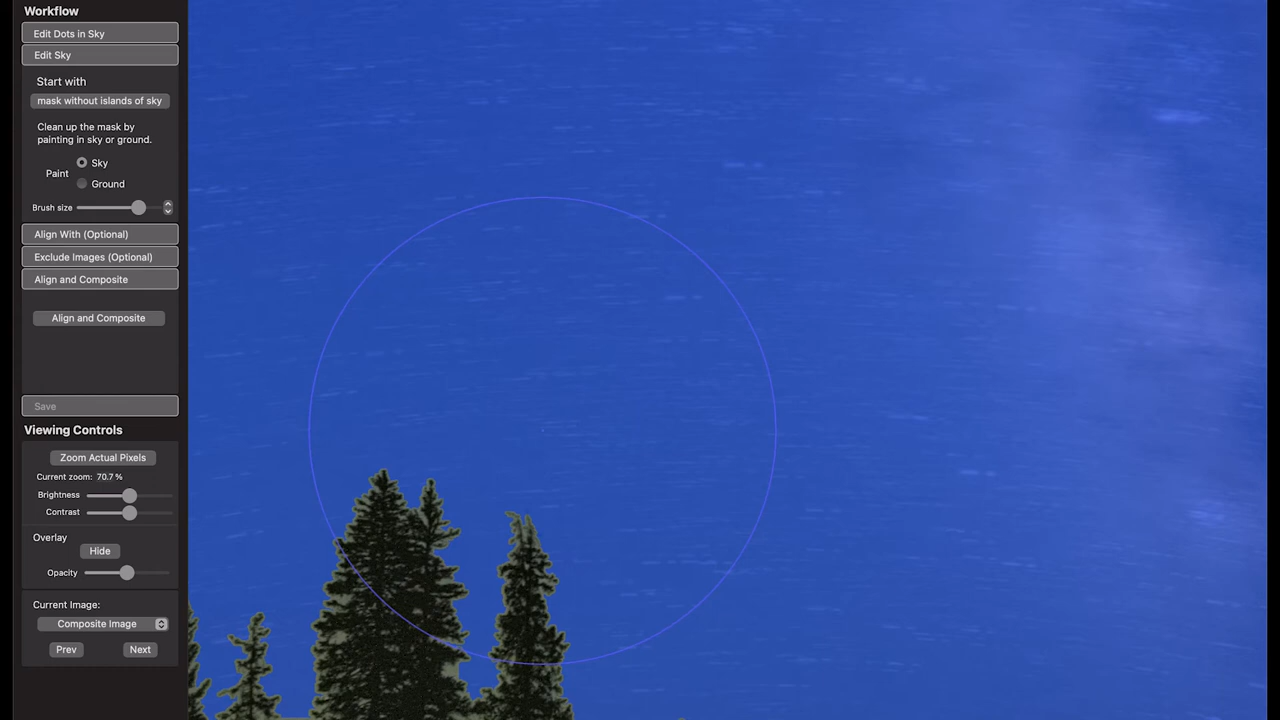 Workflow
Edit Dots in Sky
Edit Sky
Start with
mask without islands of sky
Clean up the mask by
painting in sky or ground.
Paint
Sky
Ground
Brush size
Align With (Optional)
Exclude Images (Optional)
Align and Composite
Align and Composite
Save
Viewing Controls
Zoom Actual Pixels
Current zoom: 70.7 %
Brightness
Contrast
Overlay
Hide
Opacity
Current Image:
Composite Image
Prev
Next